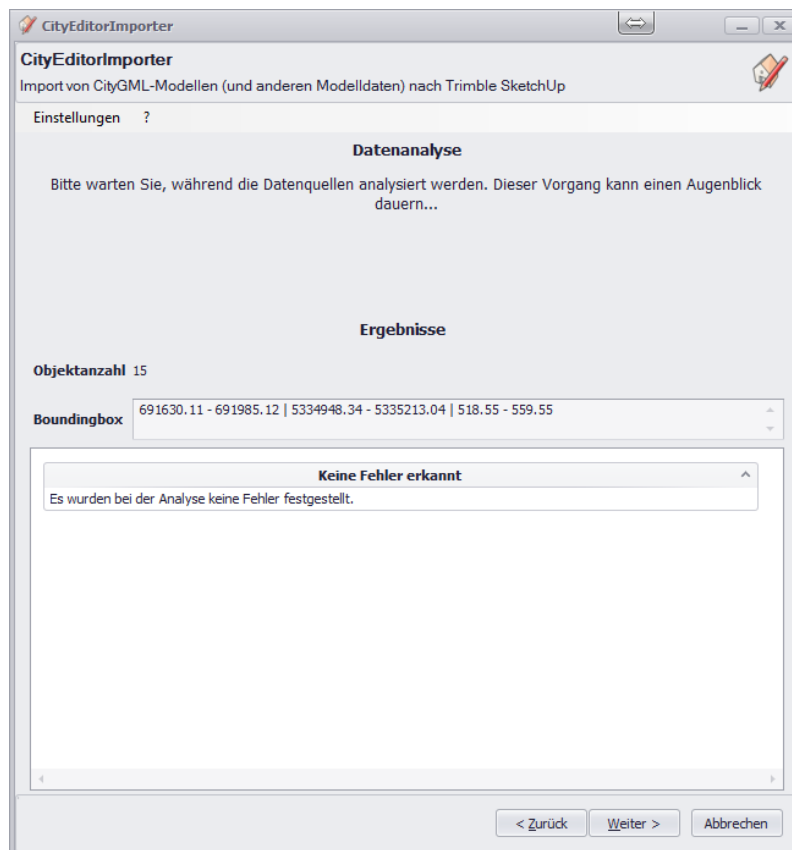 CityEditorImporter
CityEditorImporter
Import von CityGML-Modellen (und anderen Modelldaten) nach Trimble SketchUp
Einstellungen ?
Datenanalyse
Bitte warten Sie, während die Datenquellen analysiert werden. Dieser Vorgang kann einen Augenblick
dauern...
Ergebnisse
Objektanzahl 15
Boundingbox 691630.11 - 691985.12 | 5334948.34 - 5335213.04 | 518.55 - 559.55
Keine Fehler erkannt
Es wurden bei der Analyse keine Fehler festgestellt.
< Zurück Weiter > Abbrechen